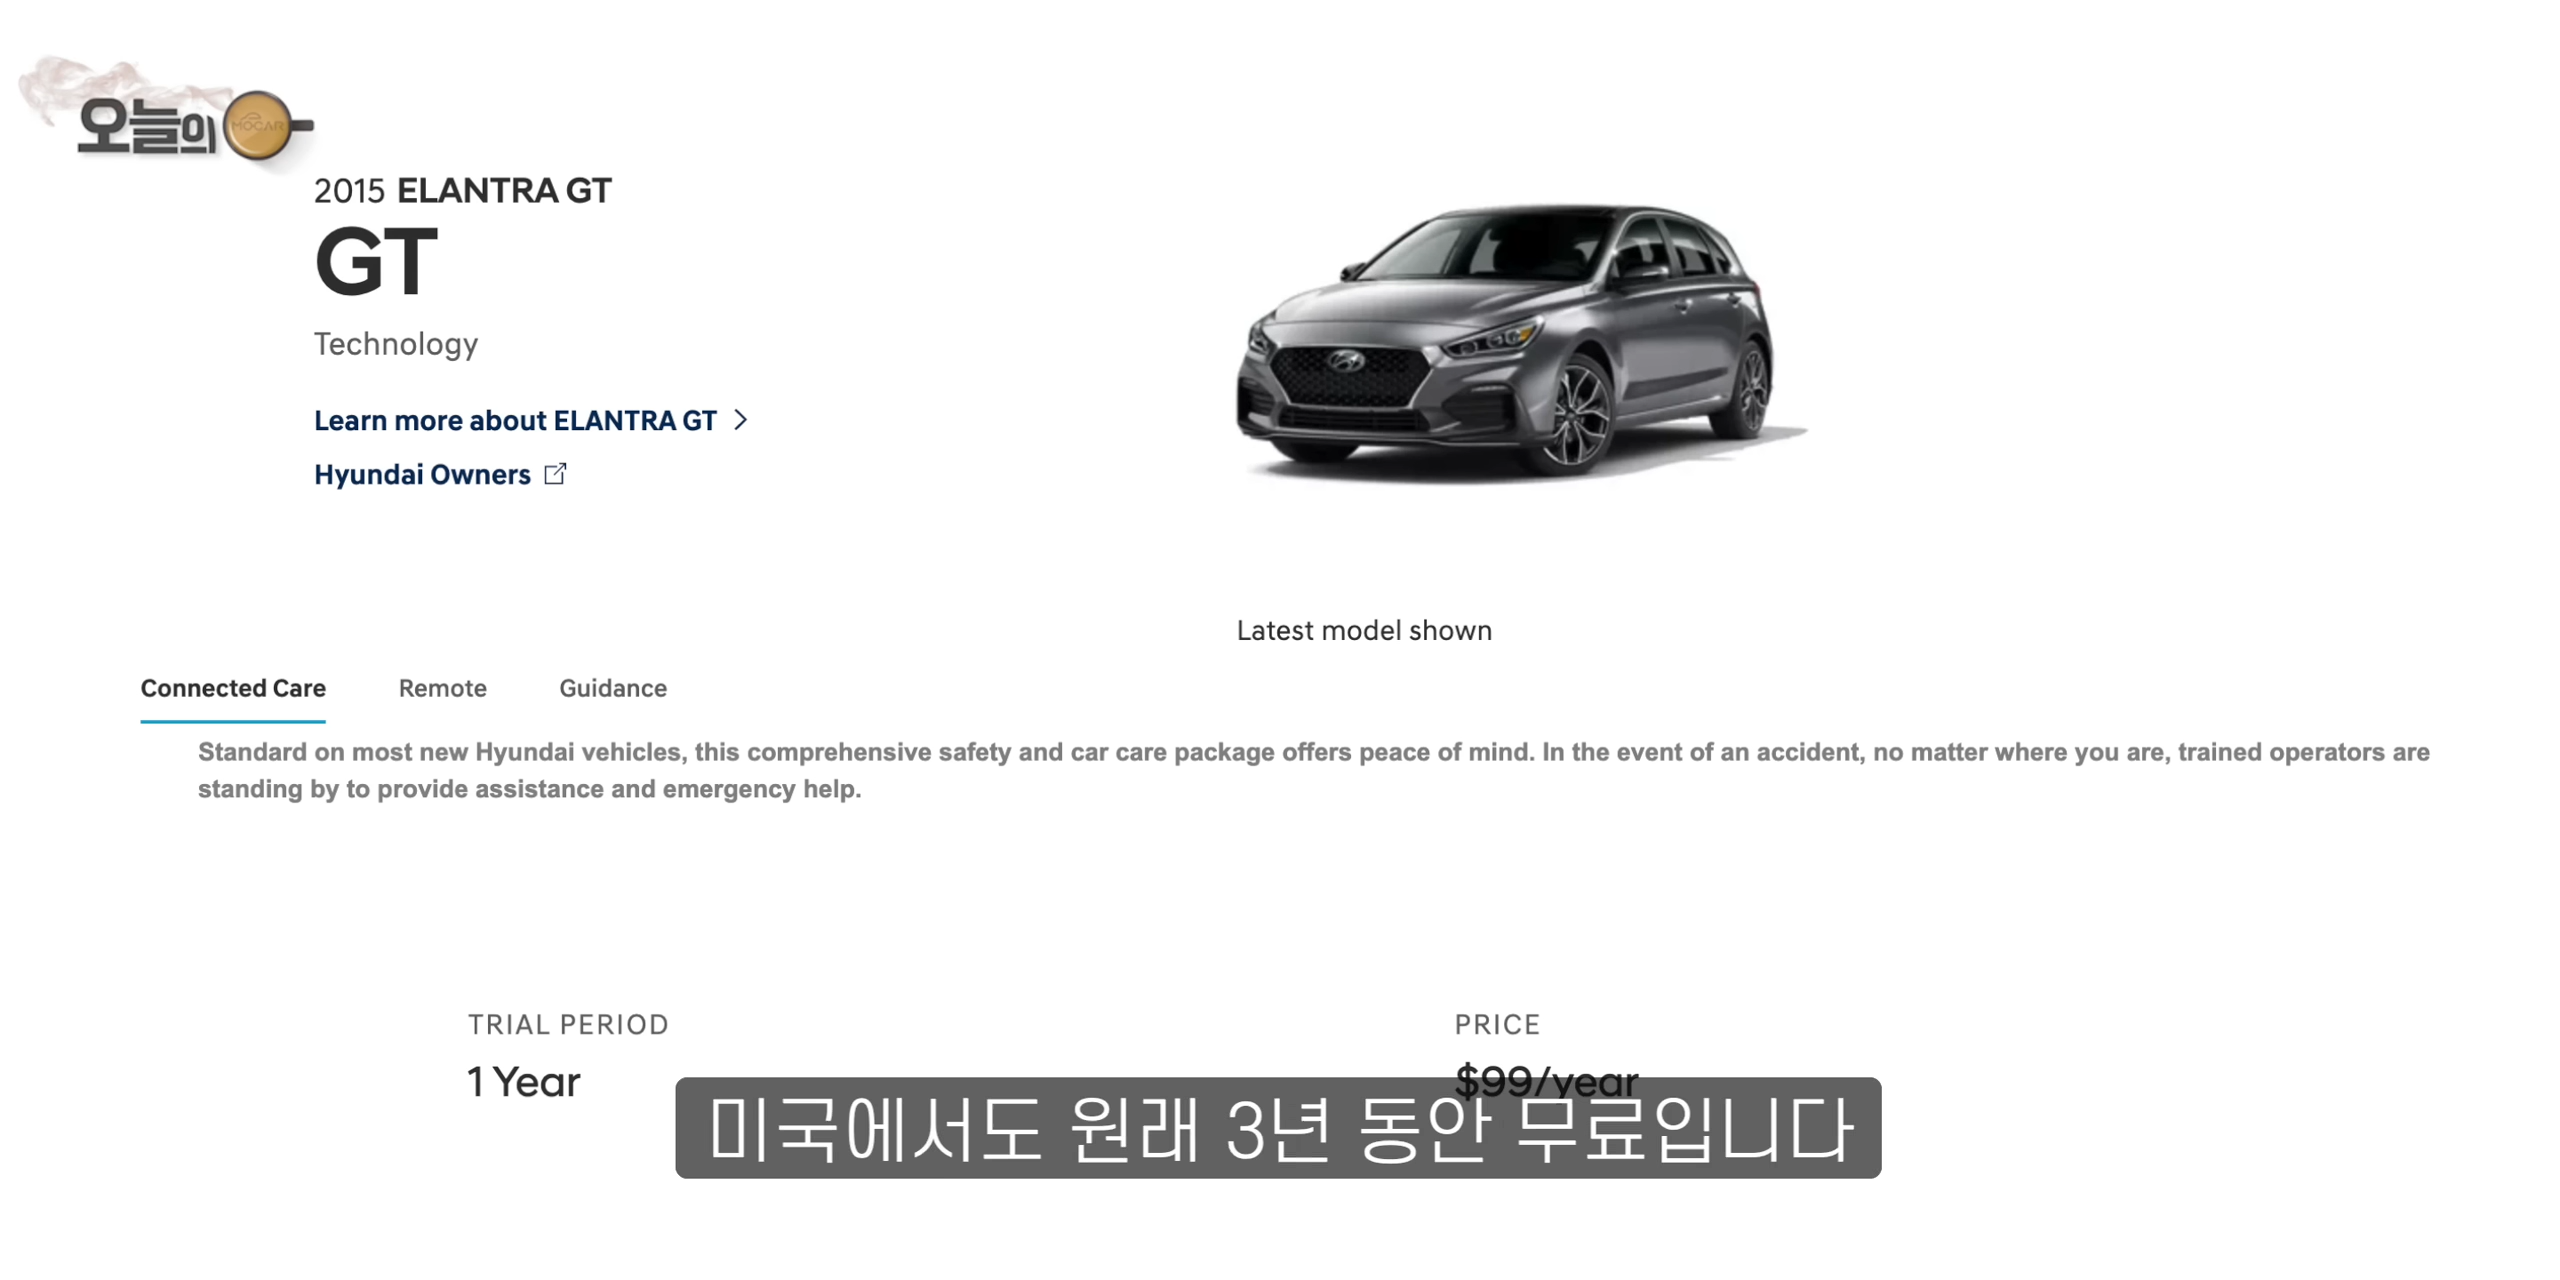 오늘의
MOCAR
2015 ELANTRA GT
GT
Technology
Learn more about ELANTRA GT
Hyundai Owners
Latest model shown
Connected Care Remote Guidance
Standard on most new Hyundai vehicles, this comprehensive safety and car care package offers peace of mind. In the event of an accident, no matter where you are, trained operators are
standing by to provide assistance and emergency help.
TRIAL PERIOD
1 Year
PRICE
$99/year
미국에서도 원래 3년 동안 무료입니다